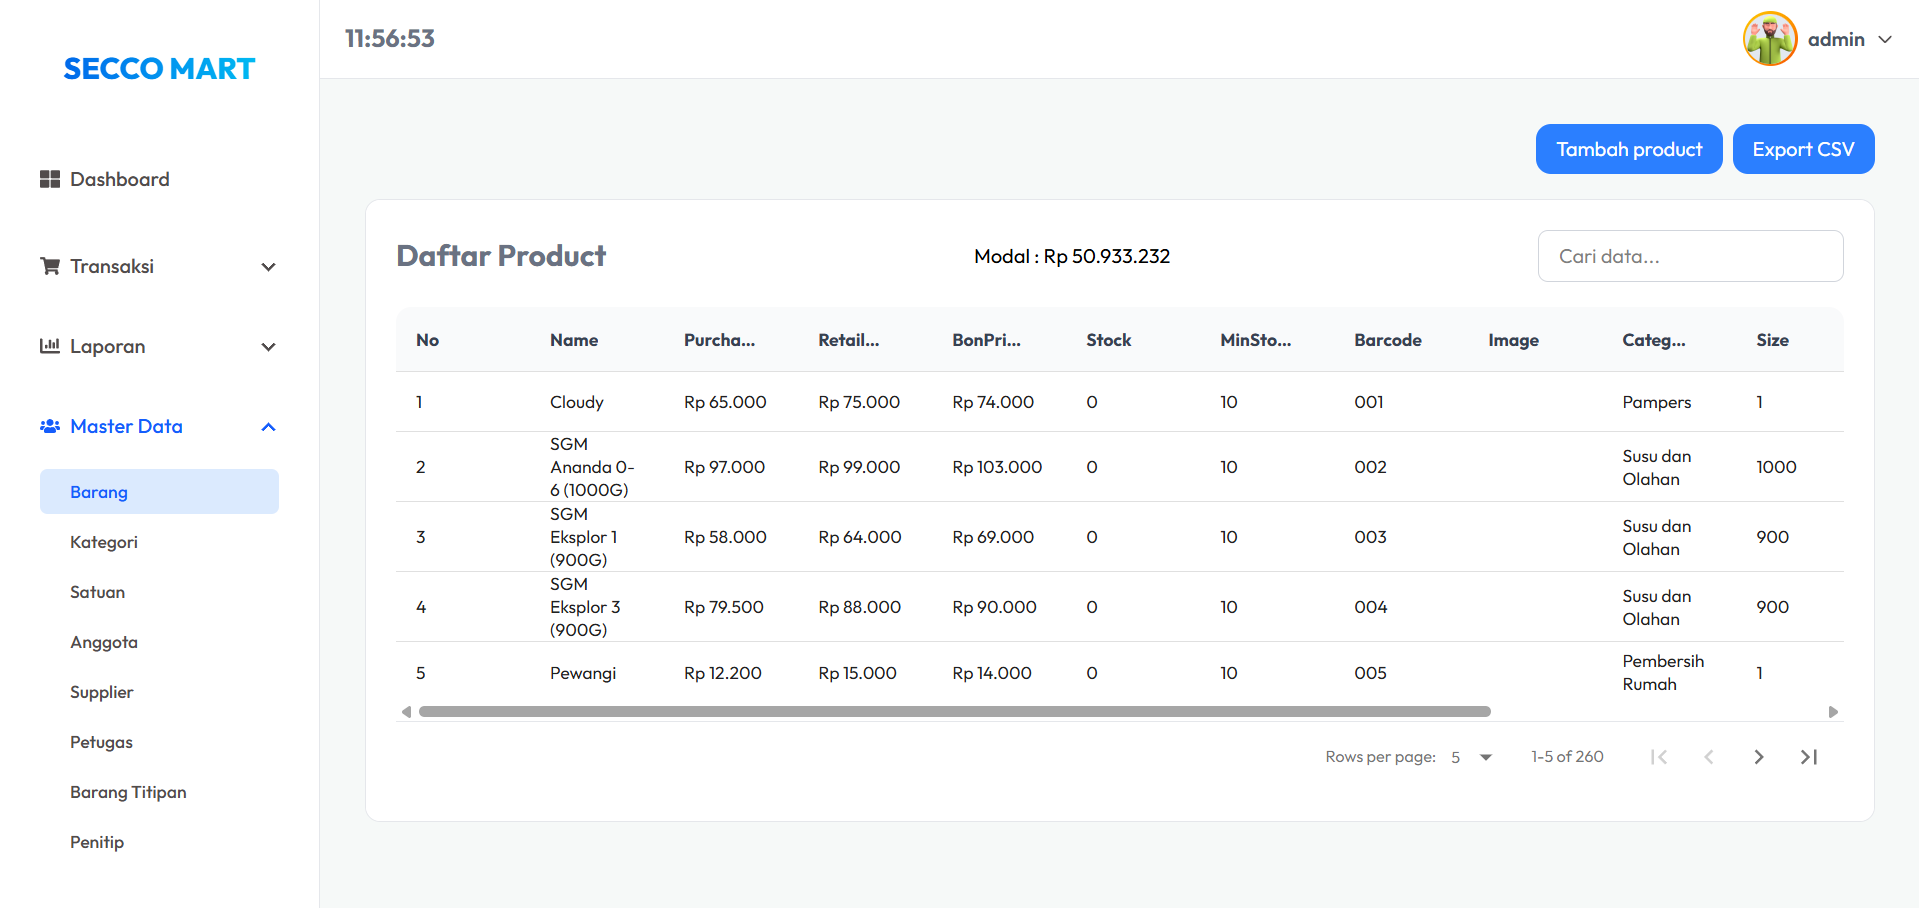 SECCO MART
11:56:53
admin
Dashboard
Transaksi
Laporan
Master Data
Barang
Kategori
Satuan
Anggota
Supplier
Petugas
Barang Titipan
Penitip
Tambah product
Export CSV
Daftar Product
Modal : Rp 50.933.232
Cari data...
No Name Purcha... Retail... BonPri... Stock MinSto... Barcode Image Categ... Size
1 Cloudy Rp 65.000 Rp 75.000 Rp 74.000 0 10 001 Pampers 1
SGM
Ananda 0-
6 (1000G)
2 Rp 97.000 Rp 99.000 Rp 103.000 0 10 002
Susu dan
Olahan
1000
SGM
Eksplor 1
(900G)
3 Rp 58.000 Rp 64.000 Rp 69.000 0 10 003
Susu dan
Olahan
900
SGM
Eksplor 3
(900G)
4 Rp 79.500 Rp 88.000 Rp 90.000 0 10 004
Susu dan
Olahan
900
5 Pewangi Rp 12.200 Rp 15.000 Rp 14.000 0 10 005
Pembersih
Rumah
1
Rows per page: 5 1-5 of 260